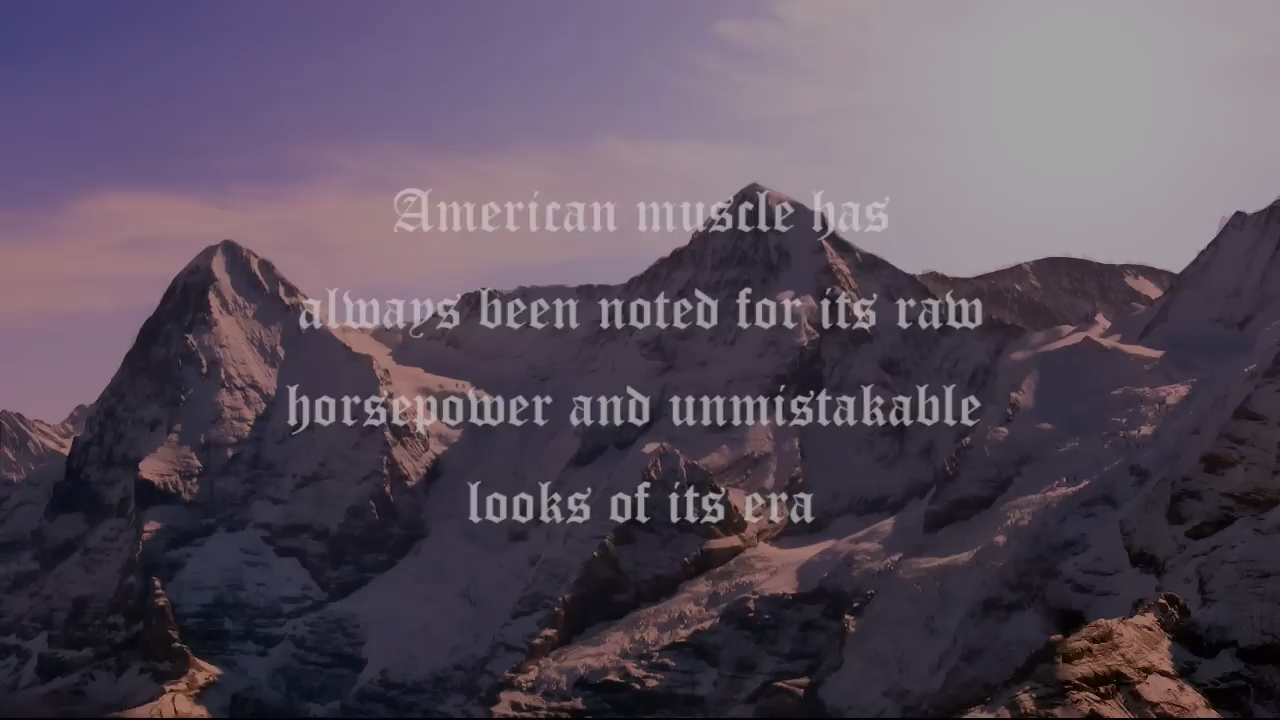 American muscle has
always been noted for its raw
horsepower and unmistakable
looks of its era